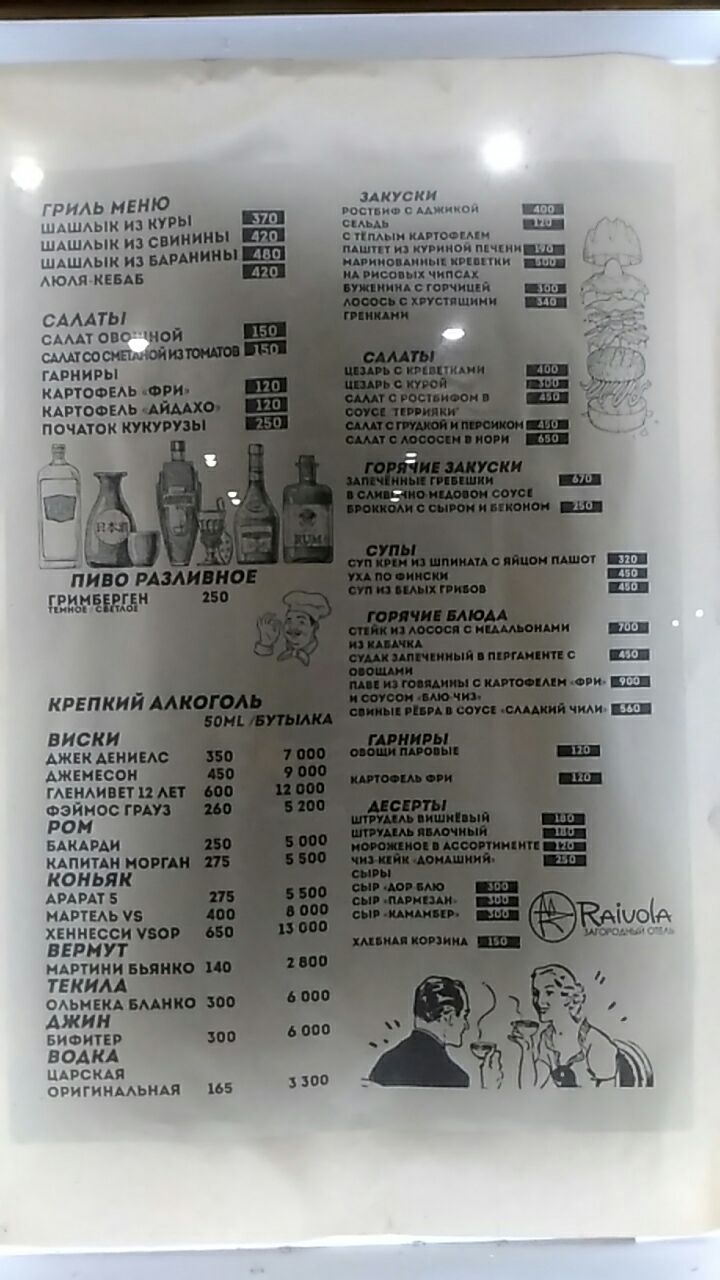 ГРИЛЬ МЕНЮ
ШАШЛЫК ИЗ КУРЫ 370
ШАШЛЫК ИЗ СВИНИНЫ 420
ШАШЛЫК ИЗ БАРАНИНЫ 480
ЛЮЛЯ-КЕБАБ 420
САЛАТЫ
САЛАТ ОВОЩНОЙ 150
САЛАТ СО СМЕТАНОЙ ИЗ ТОМАТОВ 150
ГАРНИРЫ
КАРТОФЕЛЬ «ФРИ» 120
КАРТОФЕЛЬ «АЙДАХО» 120
ПОЧАТОК КУКУРУЗЫ 250
日本酒
RUM
ПИВО РАЗЛИВНОЕ
ГРИМБЕРГЕН 250
ТЕМНОЕ / СВЕТЛОЕ
КРЕПКИЙ АЛКОГОЛЬ
50ML /БУТЫЛКА
ВИСКИ
ДЖЕК ДЕНИЕЛС 350 7 000
ДЖЕМЕСОН 450 9 000
ГЛЕНЛИВЕТ 12 ЛЕТ 600 12 000
ФЭЙМОС ГРАУЗ 260 5 200
РОМ
БАКАРДИ 250 5 000
КАПИТАН МОРГАН 275 5 500
КОНЬЯК
АРАРАТ 5 275 5 500
МАРТЕЛЬ VS 400 8 000
ХЕННЕССИ VSOP 650 13 000
ВЕРМУТ
МАРТИНИ БЬЯНКО 140 2 800
ТЕКИЛА
ОЛЬМЕКА БЛАНКО 300 6 000
ДЖИН
БИФИТЕР 300 6 000
ВОДКА
ЦАРСКАЯ
ОРИГИНАЛЬНАЯ 165 3 300
ЗАКУСКИ
РОСТБИФ С АДЖИКОЙ 400
СЕЛЬДЬ 120
С ТЁПЛЫМ КАРТОФЕЛЕМ
ПАШТЕТ ИЗ КУРИНОЙ ПЕЧЕНИ 190
МАРИНОВАННЫЕ КРЕВЕТКИ 500
НА РИСОВЫХ ЧИПСАХ
БУЖЕНИНА С ГОРЧИЦЕЙ 300
ЛОСОСЬ С ХРУСТЯЩИМИ 340
ГРЕНКАМИ
САЛАТЫ
ЦЕЗАРЬ С КРЕВЕТКАМИ 400
ЦЕЗАРЬ С КУРОЙ 300
САЛАТ С РОСТБИФОМ В 450
СОУСЕ "ТЕРРИЯКИ"
САЛАТ С ГРУДКОЙ И ПЕРСИКОМ 450
САЛАТ С ЛОСОСЕМ В НОРИ 650
ГОРЯЧИЕ ЗАКУСКИ
ЗАПЕЧЁННЫЕ ГРЕБЕШКИ 670
В СЛИВОЧНО-МЕДОВОМ СОУСЕ
БРОККОЛИ С СЫРОМ И БЕКОНОМ 250
СУПЫ
СУП КРЕМ ИЗ ШПИНАТА С ЯЙЦОМ ПАШОТ 320
УХА ПО ФИНСКИ 450
СУП ИЗ БЕЛЫХ ГРИБОВ 450
ГОРЯЧИЕ БЛЮДА
СТЕЙК ИЗ ЛОСОСЯ С МЕДАЛЬОНАМИ 700
ИЗ КАБАЧКА
СУДАК ЗАПЕЧЕННЫЙ В ПЕРГАМЕНТЕ С 450
ОВОЩАМИ
ПАВЕ ИЗ ГОВЯДИНЫ С КАРТОФЕЛЕМ «ФРИ» 900
И СОУСОМ «БЛЮ-ЧИЗ»
СВИНЫЕ РЁБРА В СОУСЕ «СЛАДКИЙ ЧИЛИ» 560
ГАРНИРЫ
ОВОЩИ ПАРОВЫЕ 120
КАРТОФЕЛЬ ФРИ 120
ДЕСЕРТЫ
ШТРУДЕЛЬ ВИШНЁВЫЙ 180
ШТРУДЕЛЬ ЯБЛОЧНЫЙ 180
МОРОЖЕНОЕ В АССОРТИМЕНТЕ 120
ЧИЗ-КЕЙК «ДОМАШНИЙ» 250
СЫРЫ
СЫР «ДОР-БЛЮ 300
СЫР «ПАРМЕЗАН» 300
СЫР «КАМАМБЕР» 300
ХЛЕБНАЯ КОРЗИНА 150
RAIVOLA
ЗАГОРОДНЫЙ ОТЕЛЬ